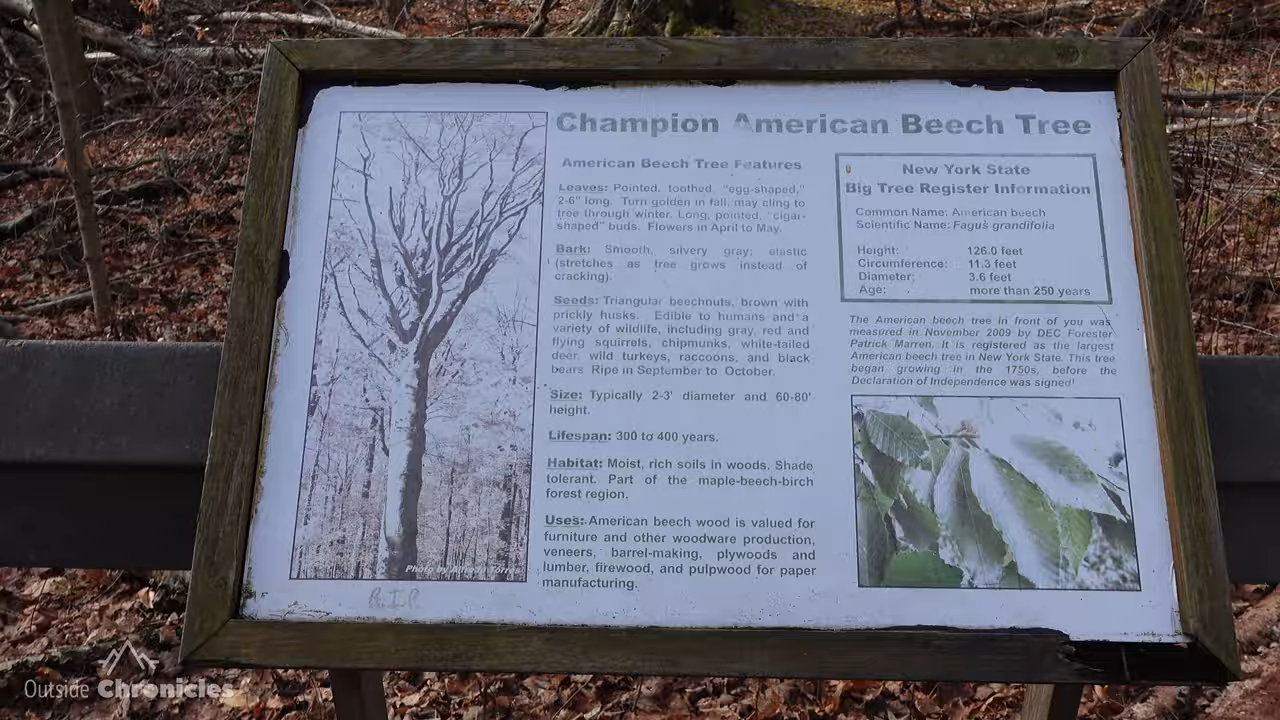 Champion American Beech Tree
American Beech Tree Features
Leaves: Pointed, toothed, "egg-shaped,"
2-6" long. Turn golden in fall, may cling to
tree through winter. Long, pointed, "cigar-
shaped" buds. Flowers in April to May.
Bark: Smooth, silvery gray; elastic
(stretches as tree grows instead of
cracking).
Seeds: Triangular beechnuts, brown with
prickly husks. Edible to humans and a
variety of wildlife, including gray, red and
flying squirrels, chipmunks, white-tailed
deer, wild turkeys, raccoons, and black
bears Ripe in September to October.
Size: Typically 2-3' diameter and 60-80'
height.
Lifespan: 300 to 400 years.
Habitat: Moist, rich soils in woods. Shade
tolerant. Part of the maple-beech-birch
forest region.
Uses: American beech wood is valued for
furniture and other woodware production,
veneers, barrel-making, plywoods and
lumber, firewood, and pulpwood for paper
manufacturing.
New York State
Big Tree Register Information
Common Name: American beech
Scientific Name: Fagus grandifolia
Height: 126.0 feet
Circumference: 11.3 feet
Diameter: 3.6 feet
Age: more than 250 years
The American beech tree in front of you was
measured in November 2009 by DEC Forester
Patrick Marren. It is registered as the largest
American beech tree in New York State. This tree
began growing in the 1750s, before the
Declaration of Independence was signed!
Photo by Alfredo Torres
R.I.P.
Outside Chronicles